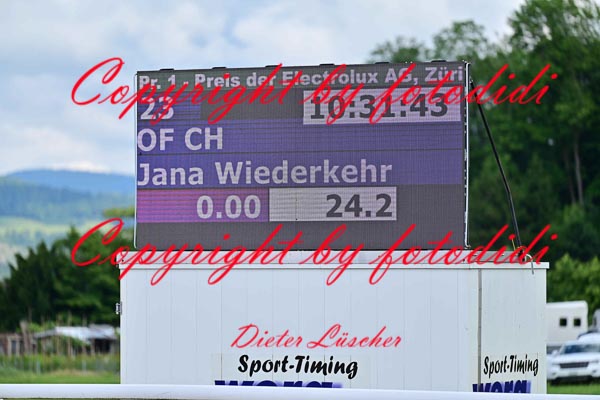 Pr. 1 - Preis der Electrolux AG, Züri
Copyright by fotodidi
23 10:31:43
OF CH
Jana Wiederkehr
0.00 24.2
Copyright by fotodidi
Dieter Lüscher
Sport-Timing
Sport-Timing